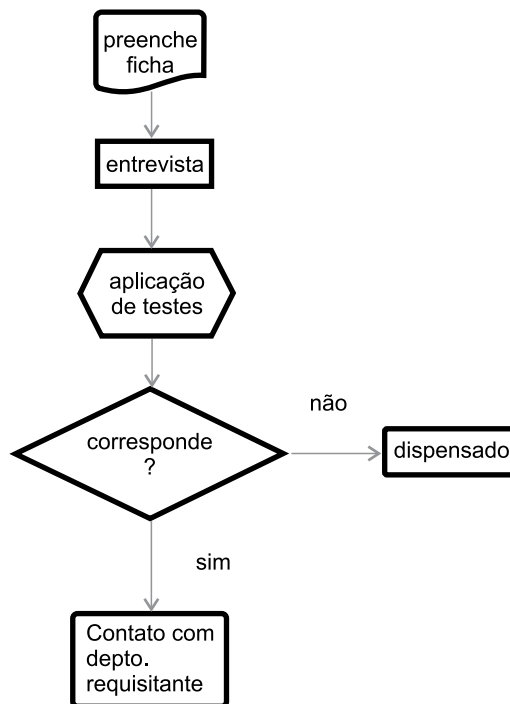 preenche
ficha
entrevista
aplicação
de testes
corresponde
?
não
dispensado
sim
Contato com
depto.
requisitante